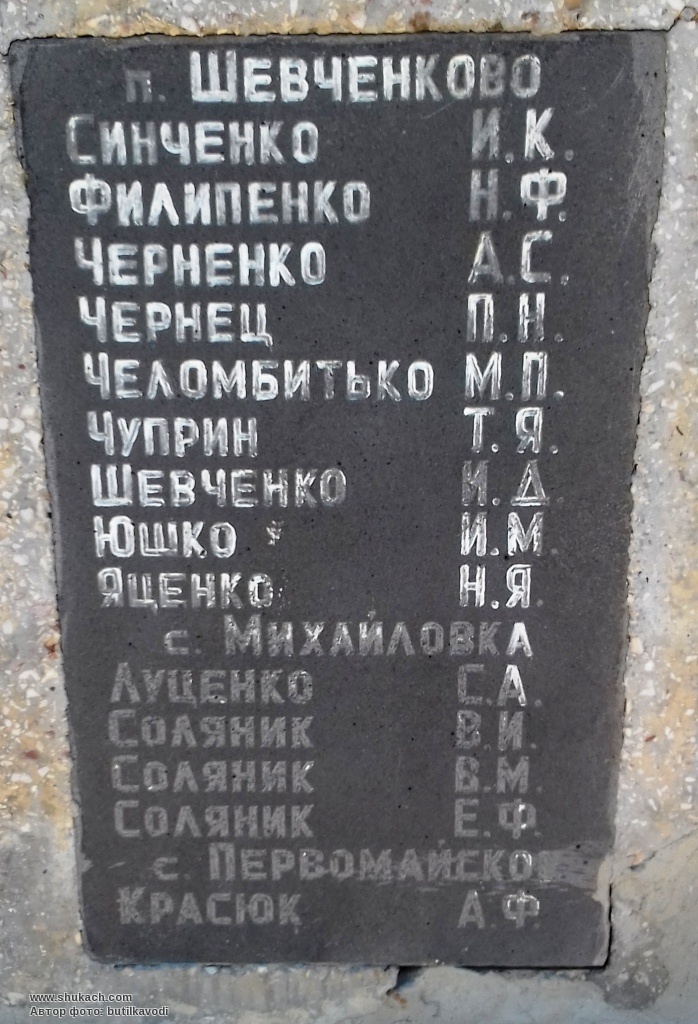 п. Шевченково
Синченко И.К.
Филипенко Н.Ф.
Черненко А.С.
Чернец П.Н.
Челомбитько М.П.
Чуприн Т.Я.
Шевченко И.Д.
Юшко И.М.
Яценко Н.Я.
с. Михайловка
Луценко С.А.
Соляник В.И.
Соляник В.М.
Соляник Е.Ф.
с. Первомайское
Красюк А.Ф.
www.shukach.com
Автор фото: butilkavodi